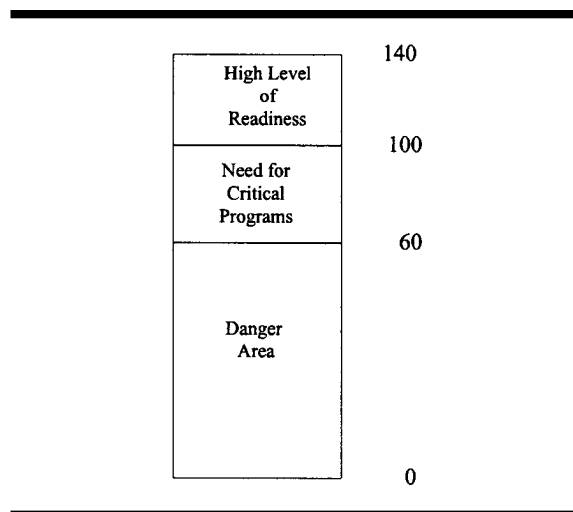 140
High Level
of
Readiness
100
Need for
Critical
Programs
60
Danger
Area
0